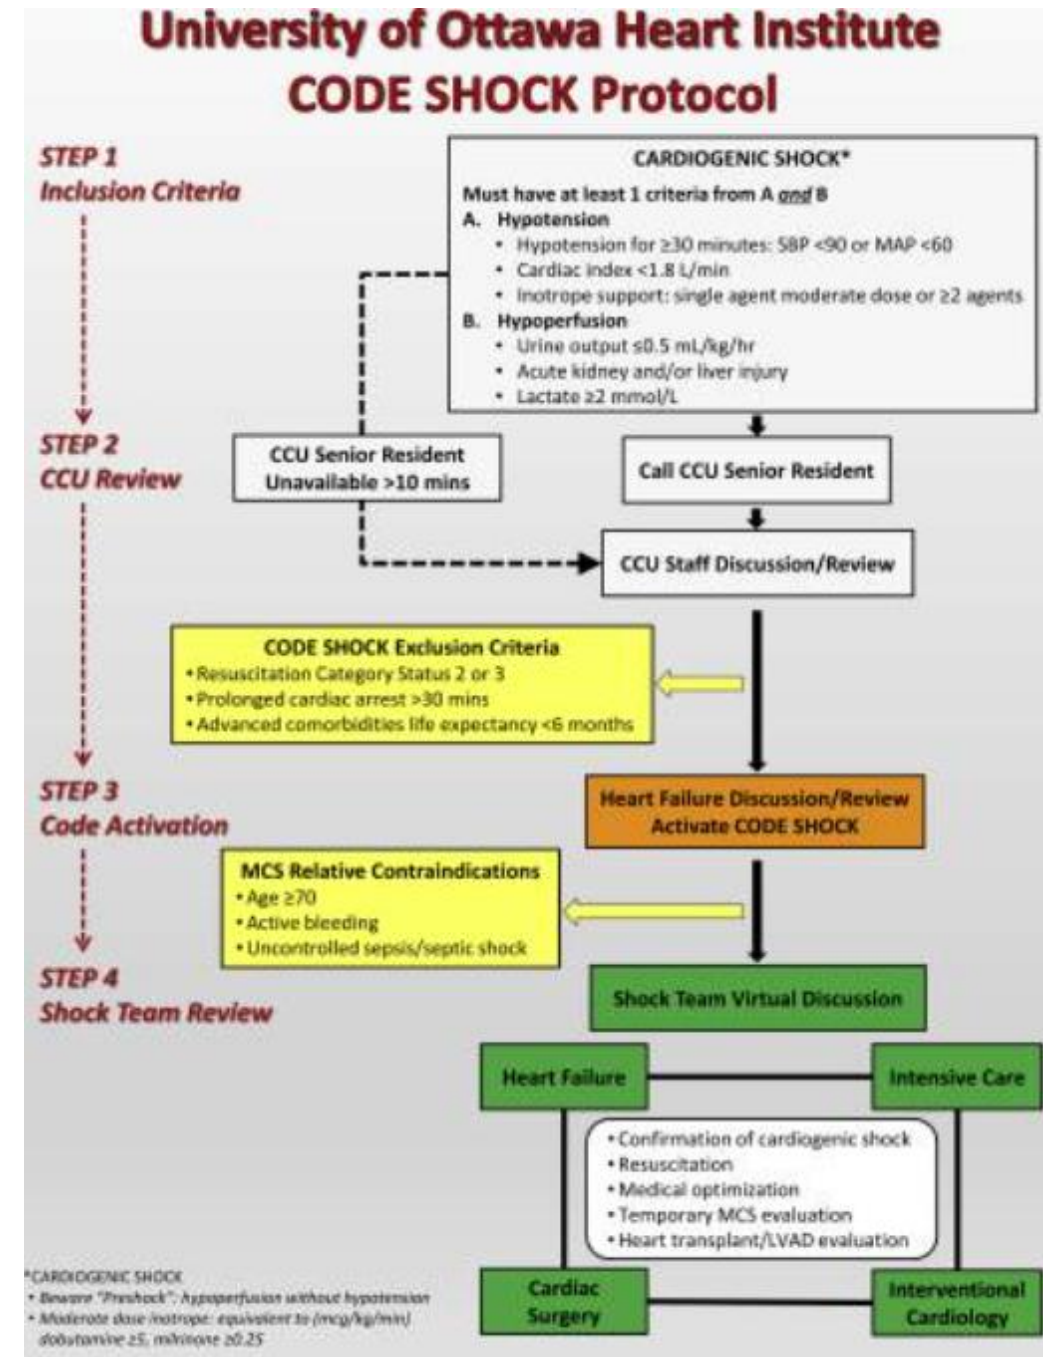 University of Ottawa Heart Institute
CODE SHOCK Protocol
STEP 1
Inclusion Criteria
CARDIOGENIC SHOCK*
Must have at least 1 criteria from A and B
A. Hypotension
• Hypotension for ≥30 minutes: SBP <90 or MAP <60
• Cardiac index <1.8 L/min
• Inotrope support: single agent moderate dose or ≥2 agents
B. Hypoperfusion
• Urine output ≤0.5 mL/kg/hr
• Acute kidney and/or liver injury
• Lactate ≥2 mmol/L
STEP 2
CCU Review
CCU Senior Resident
Unavailable >10 mins
Call CCU Senior Resident
CCU Staff Discussion/Review
CODE SHOCK Exclusion Criteria
• Resuscitation Category Status 2 or 3
• Prolonged cardiac arrest >30 mins
• Advanced comorbidities life expectancy <6 months
STEP 3
Code Activation
Heart Failure Discussion/Review
Activate CODE SHOCK
MCS Relative Contraindications
• Age ≥70
• Active bleeding
• Uncontrolled sepsis/septic shock
STEP 4
Shock Team Review
Shock Team Virtual Discussion
Heart Failure
Intensive Care
• Confirmation of cardiogenic shock
• Resuscitation
• Medical optimization
• Temporary MCS evaluation
• Heart transplant/LVAD evaluation
Cardiac
Surgery
Interventional
Cardiology
*CARDIOGENIC SHOCK
• Beware "Preshock": hypoperfusion without hypotension
• Moderate dose inotrope: equivalent to (mcg/kg/min)
dobutamine ≥5, milrinone ≥0.25